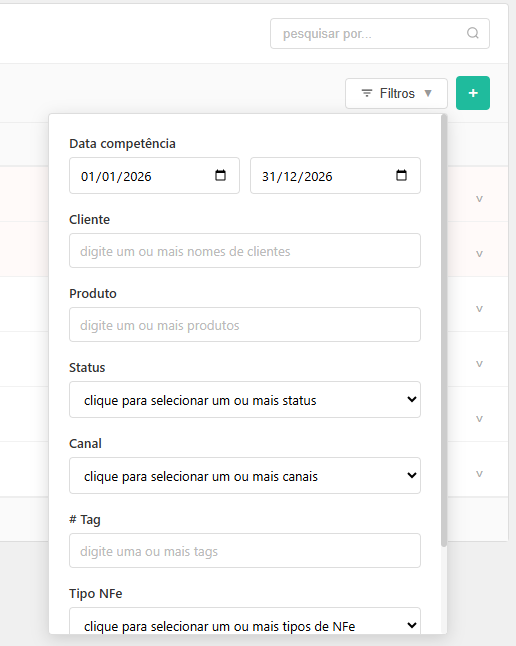 pesquisar por...
Filtros ▼
+
Data competência
01/01/2026
31/12/2026
Cliente
digite um ou mais nomes de clientes
Produto
digite um ou mais produtos
Status
clique para selecionar um ou mais status
Canal
clique para selecionar um ou mais canais
# Tag
digite uma ou mais tags
Tipo NFe
clique para selecionar um ou mais tipos de NFe